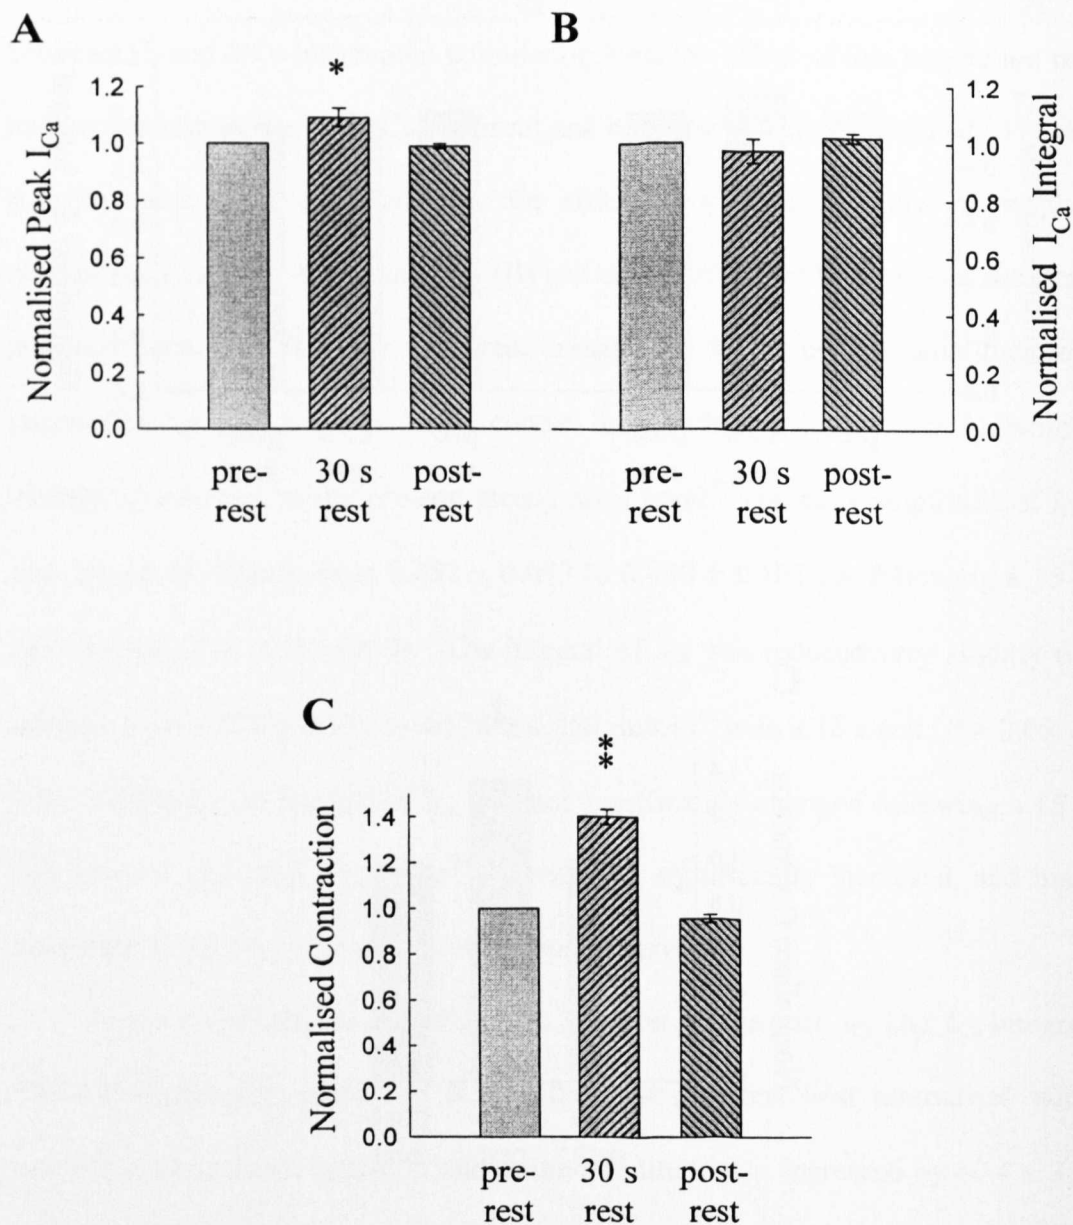 A
Normalised Peak I_Ca
1.2
1.0
0.8
0.6
0.4
0.2
0.0
*
pre-rest
30 s rest
post-rest
B
1.2
1.0
0.8
0.6
0.4
0.2
0.0
Normalised I_Ca Integral
pre-rest
30 s rest
post-rest
C
Normalised Contraction
1.4
1.2
1.0
0.8
0.6
0.4
0.2
0.0
**
pre-rest
30 s rest
post-rest